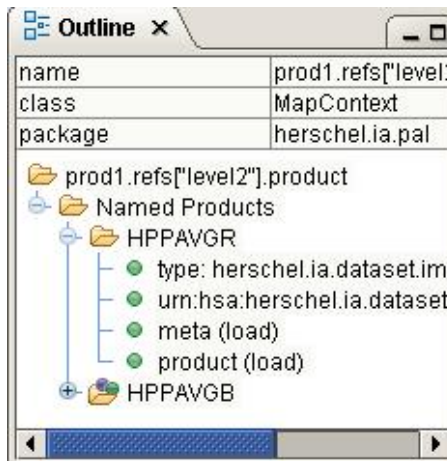 Outline
name prod1.refs["level
class MapContext
package herschel.ia.pal
prod1.refs["level2"].product
Named Products
HPPAVGR
type: herschel.ia.dataset.im
urn:hsa:herschel.ia.dataset
meta (load)
product (load)
HPPAVGB